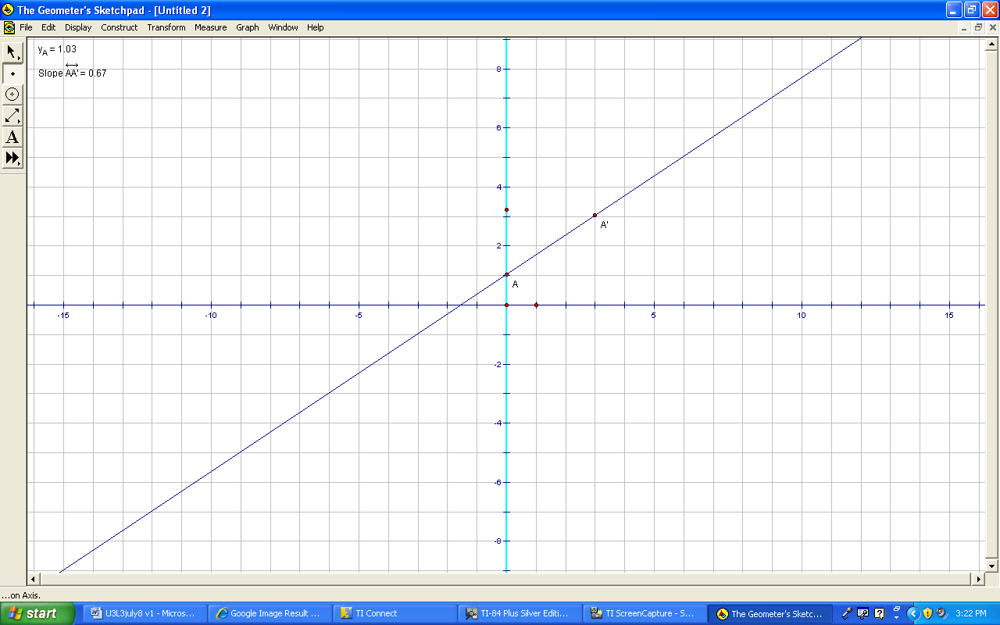 The Geometer's Sketchpad - [Untitled 2]
File Edit Display Construct Transform Measure Graph Window Help
yA = 1.03
Slope AA' = 0.67
A
8
6
4
A'
2
A
-15 -10 -5 5 10 15
-2
-4
-6
-8
...on Axis.
start U3L3july8 v1 - Micros... Google Image Result ... TI Connect TI-84 Plus Silver Editi... TI ScreenCapture - S... The Geometer's Sketc... 3:22 PM